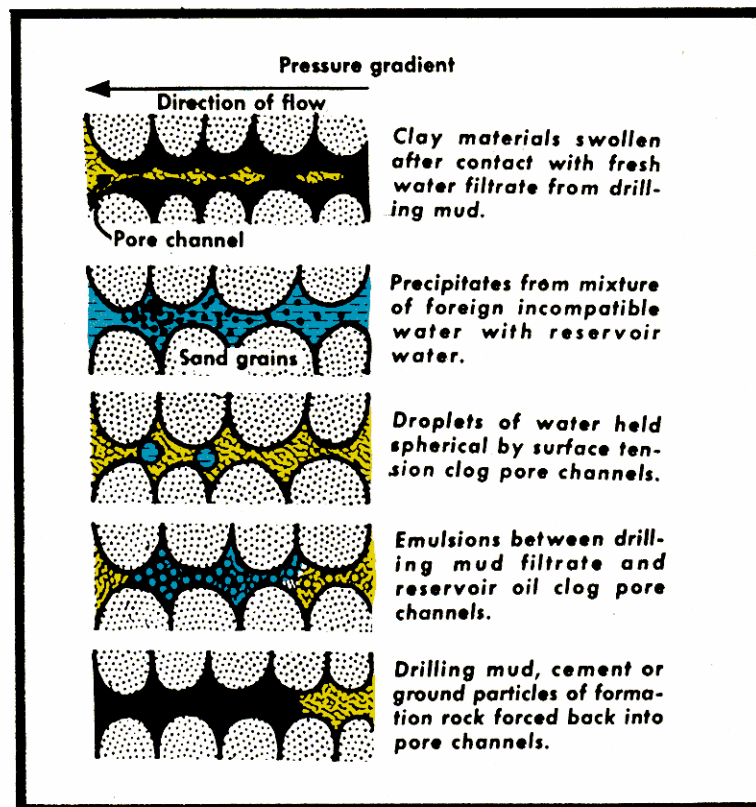 Pressure gradient
Direction of flow
Clay materials swollen
after contact with fresh
water filtrate from drill-
ing mud.
Pore channel
Precipitates from mixture
of foreign incompatible
water with reservoir
water.
Sand grains
Droplets of water held
spherical by surface ten-
sion clog pore channels.
Emulsions between drill-
ing mud filtrate and
reservoir oil clog pore
channels.
Drilling mud, cement or
ground particles of forma-
tion rock forced back into
pore channels.